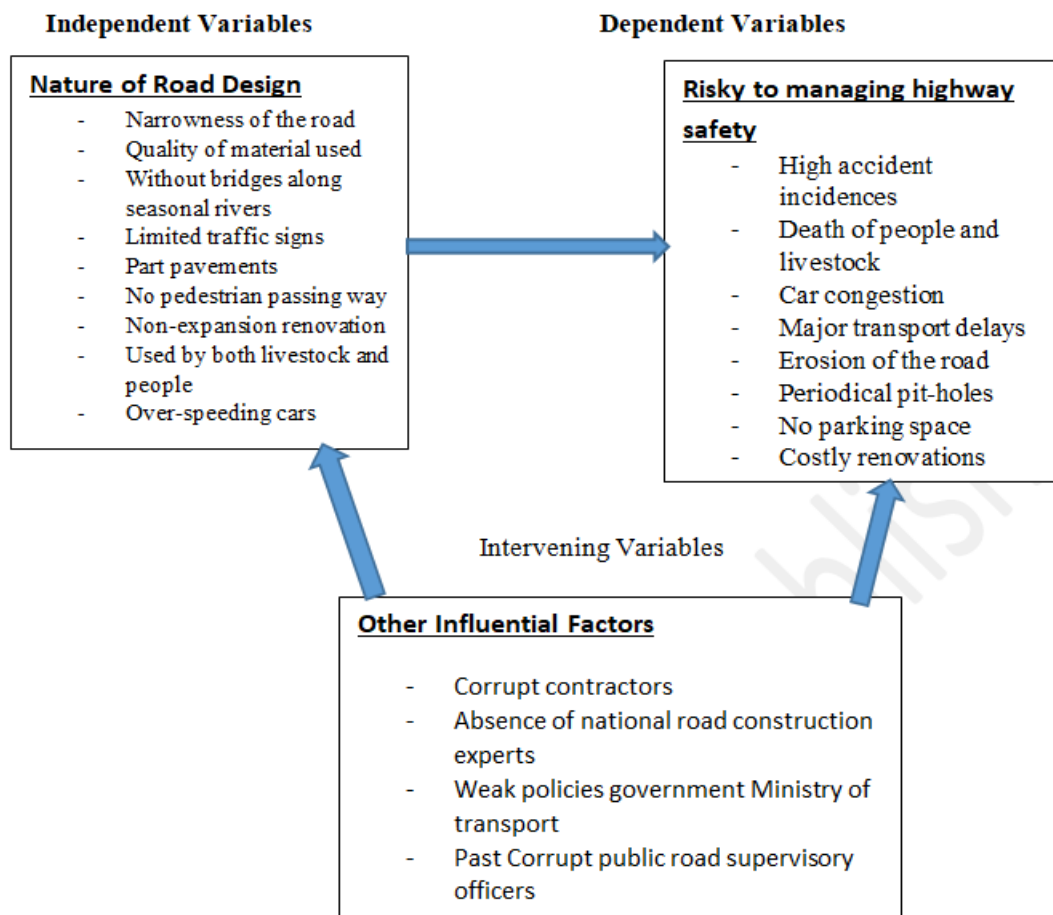 Independent Variables
Dependent Variables
Nature of Road Design
- Narrowness of the road
- Quality of material used
- Without bridges along
seasonal rivers
- Limited traffic signs
- Part pavements
- No pedestrian passing way
- Non-expansion renovation
- Used by both livestock and
people
- Over-speeding cars
Risky to managing highway
safety
- High accident
incidences
- Death of people and
livestock
- Car congestion
- Major transport delays
- Erosion of the road
- Periodical pit-holes
- No parking space
- Costly renovations
Intervening Variables
Other Influential Factors
- Corrupt contractors
- Absence of national road construction
experts
- Weak policies government Ministry of
transport
- Past Corrupt public road supervisory
officers